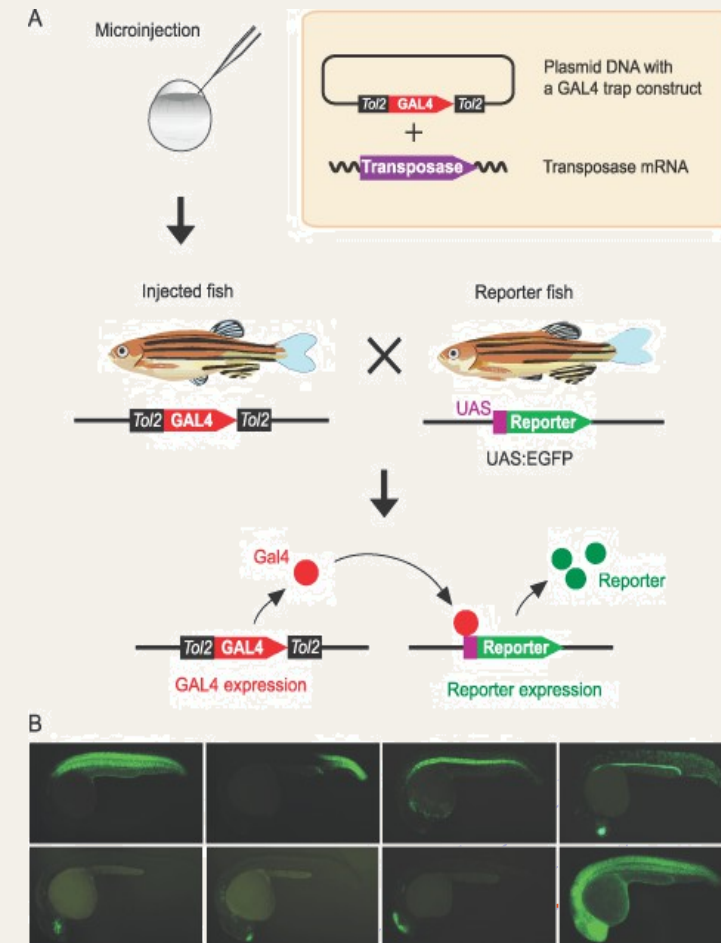 A
Microinjection
Plasmid DNA with
a GAL4 trap construct
Tol2 GAL4 Tol2
+
Transposase
Transposase mRNA
Injected fish
Reporter fish
Tol2 GAL4 Tol2
UAS
Reporter
UAS:EGFP
Gal4
Reporter
Tol2 GAL4 Tol2
Reporter
GAL4 expression
Reporter expression
B